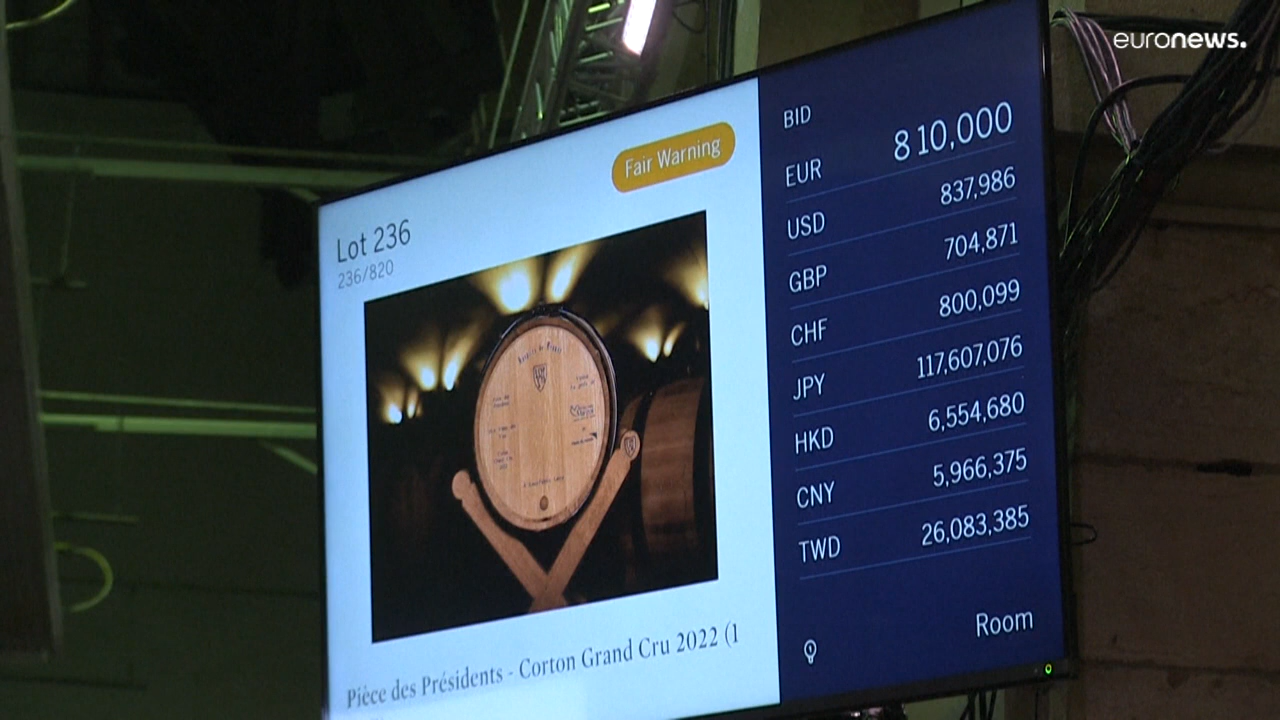 euronews.
Fair Warning
Lot 236
236/820
Pièce des Présidents - Corton Grand Cru 2022 (1
BID
EUR 810,000
USD 837,986
GBP 704,871
CHF 800,099
JPY 117,607,076
HKD 6,554,680
CNY 5,966,375
TWD 26,083,385
Room